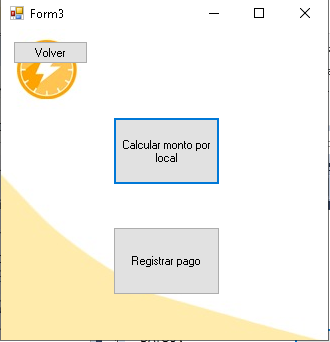 Form3
Volver
Calcular monto por
local
Registrar pago